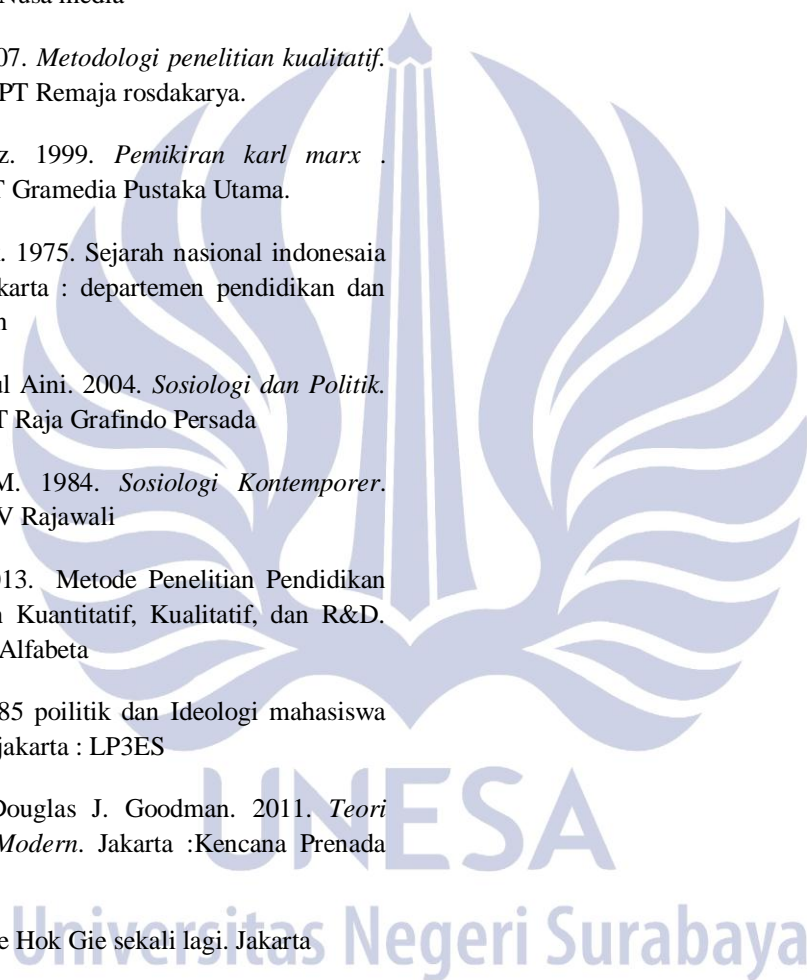 Nusa media
07. Metodologi penelitian kualitatif.
PT Remaja rosdakarya.
z. 1999. Pemikiran karl marx .
T Gramedia Pustaka Utama.
. 1975. Sejarah nasional indonesaia
karta : departemen pendidikan dan
n
ul Aini. 2004. Sosiologi dan Politik.
T Raja Grafindo Persada
M. 1984. Sosiologi Kontemporer.
V Rajawali
013. Metode Penelitian Pendidikan
n Kuantitatif, Kualitatif, dan R&D.
Alfabeta
85 poilitik dan Ideologi mahasiswa
jakarta : LP3ES
Douglas J. Goodman. 2011. Teori
Modern. Jakarta :Kencana Prenada
e Hok Gie sekali lagi. Jakarta
UNESA
Universitas Negeri Surabaya